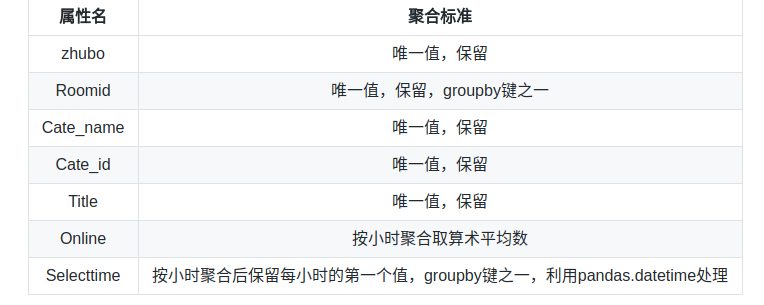 属性名 聚合标准
zhubo 唯一值，保留
Roomid 唯一值，保留，groupby键之一
Cate_name 唯一值，保留
Cate_id 唯一值，保留
Title 唯一值，保留
Online 按小时聚合取算术平均数
Selecttime 按小时聚合后保留每小时的第一个值，groupby键之一，利用pandas.datetime处理